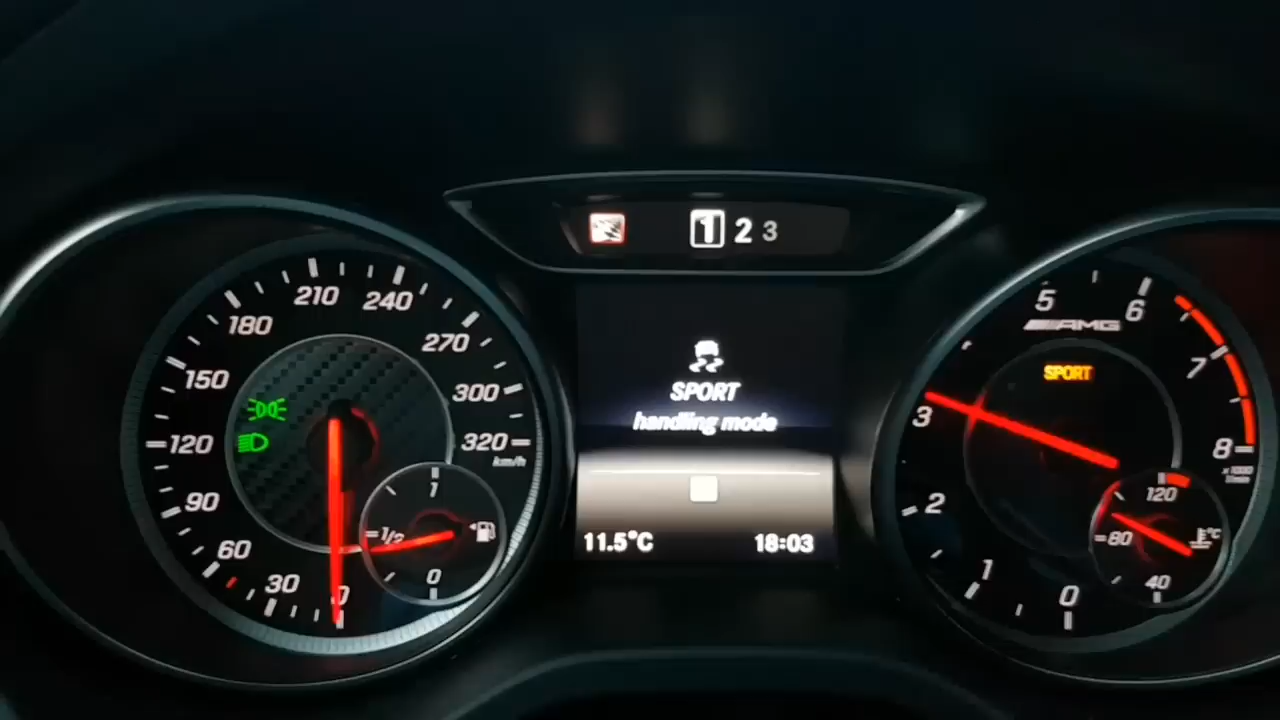 1 2 3
210
240
180
270
150
300
120
320
km/h
90
60
30
0
1
1/2
0
SPORT
handling mode
11.5°C
18:03
5
6
AMG
SPORT
7
3
8
x1000
1/min
2
1
0
120
°C
80
40